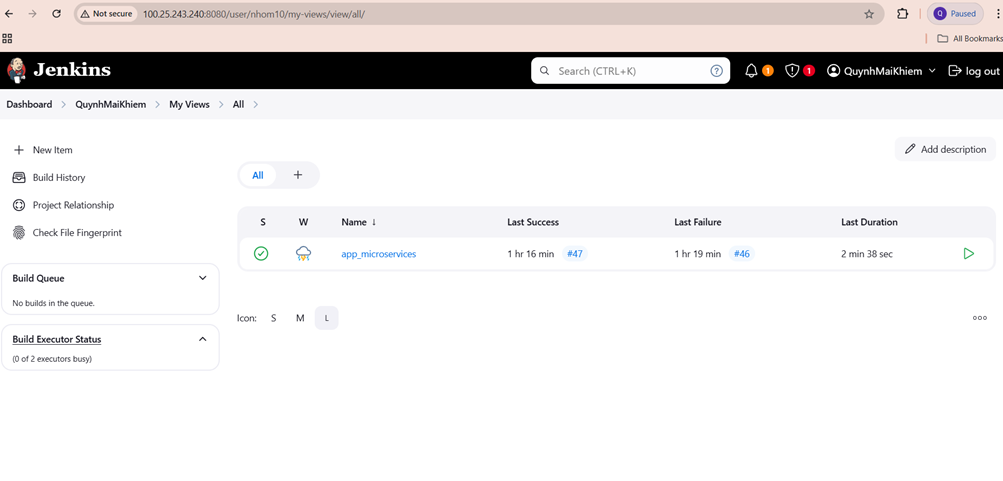 Not secure 100.25.243.240:8080/user/nhom10/my-views/view/all/ Q Paused
All Bookmarks
Jenkins Search (CTRL+K) ? 1 1 QuynhMaiKhiem log out
Dashboard QuynhMaiKhiem My Views All
New Item
Add description
Build History
All +
Project Relationship
Check File Fingerprint
S W Name ↓ Last Success Last Failure Last Duration
app_microservices 1 hr 16 min #47 1 hr 19 min #46 2 min 38 sec
Build Queue
No builds in the queue.
Icon: S M L
Build Executor Status
(0 of 2 executors busy)